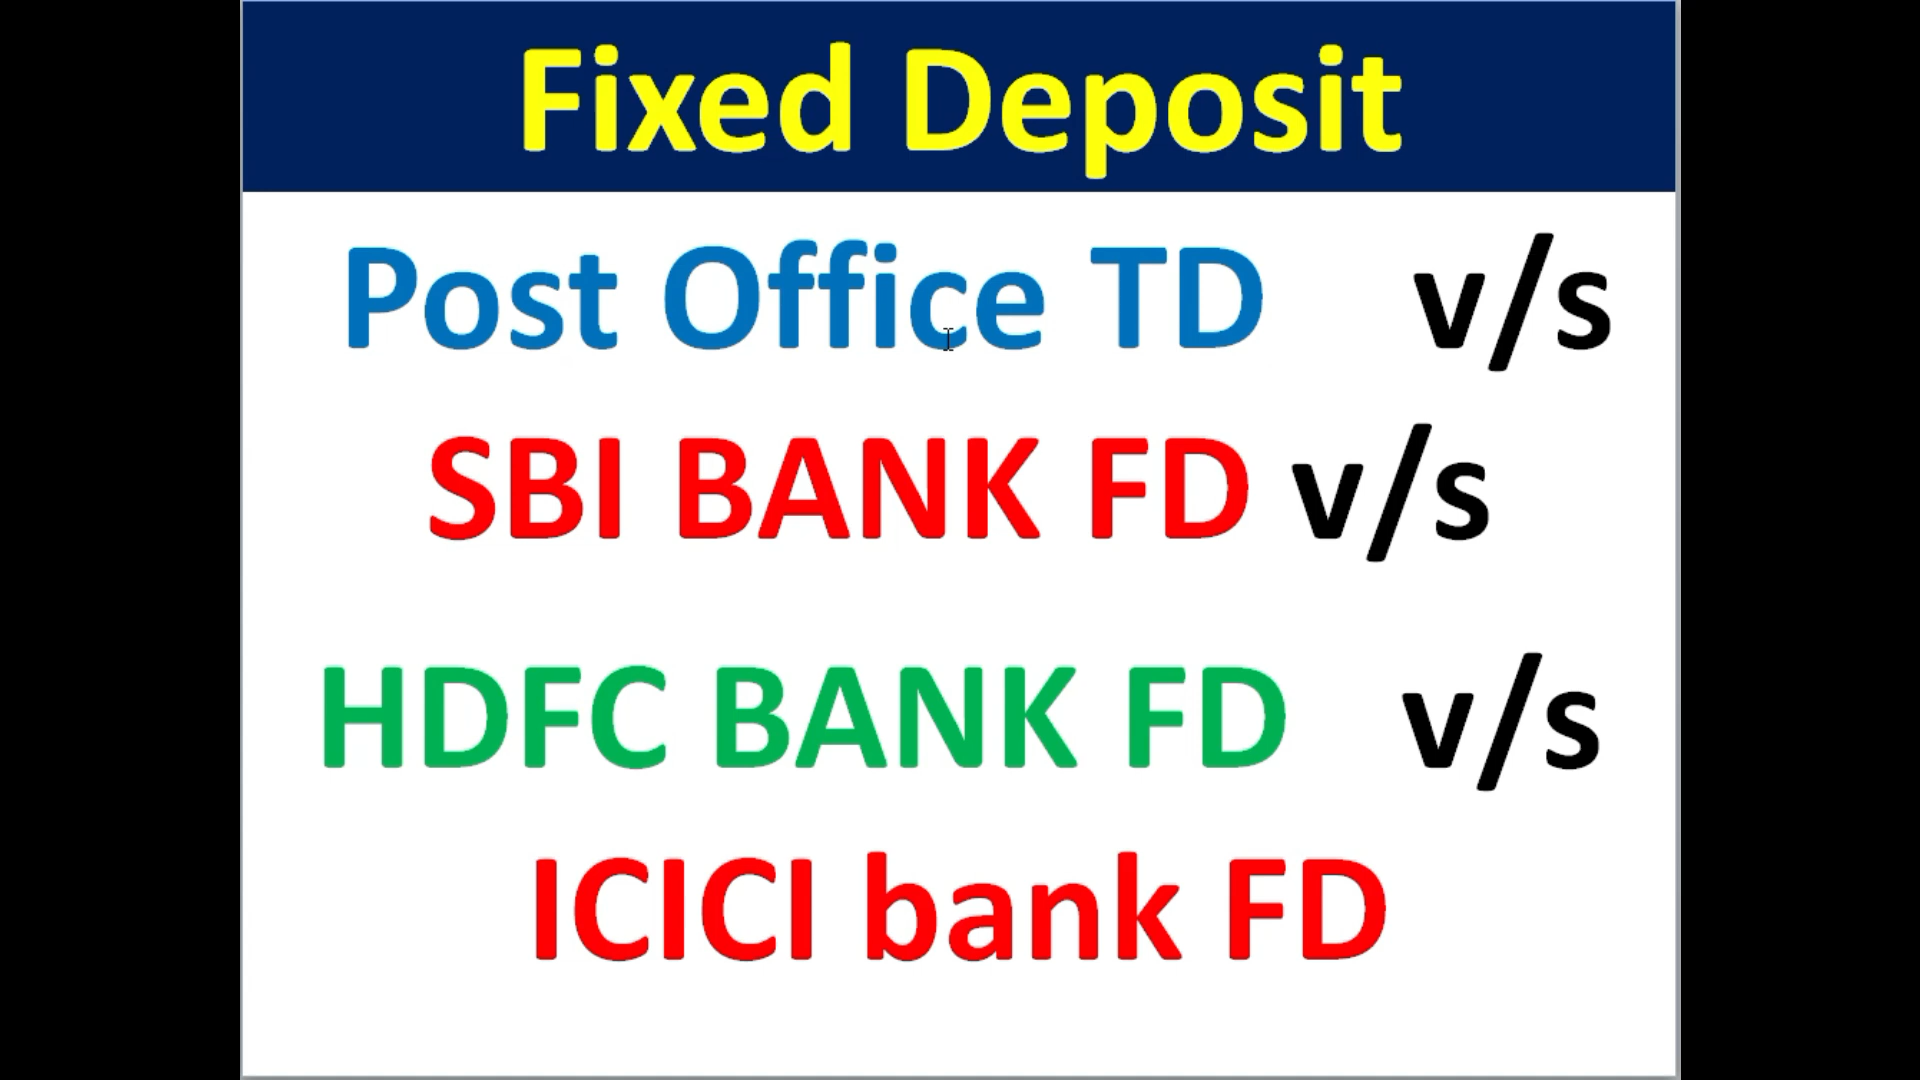 Fixed Deposit
Post Office TD v/s
SBI BANK FD v/s
HDFC BANK FD v/s
ICICI bank FD